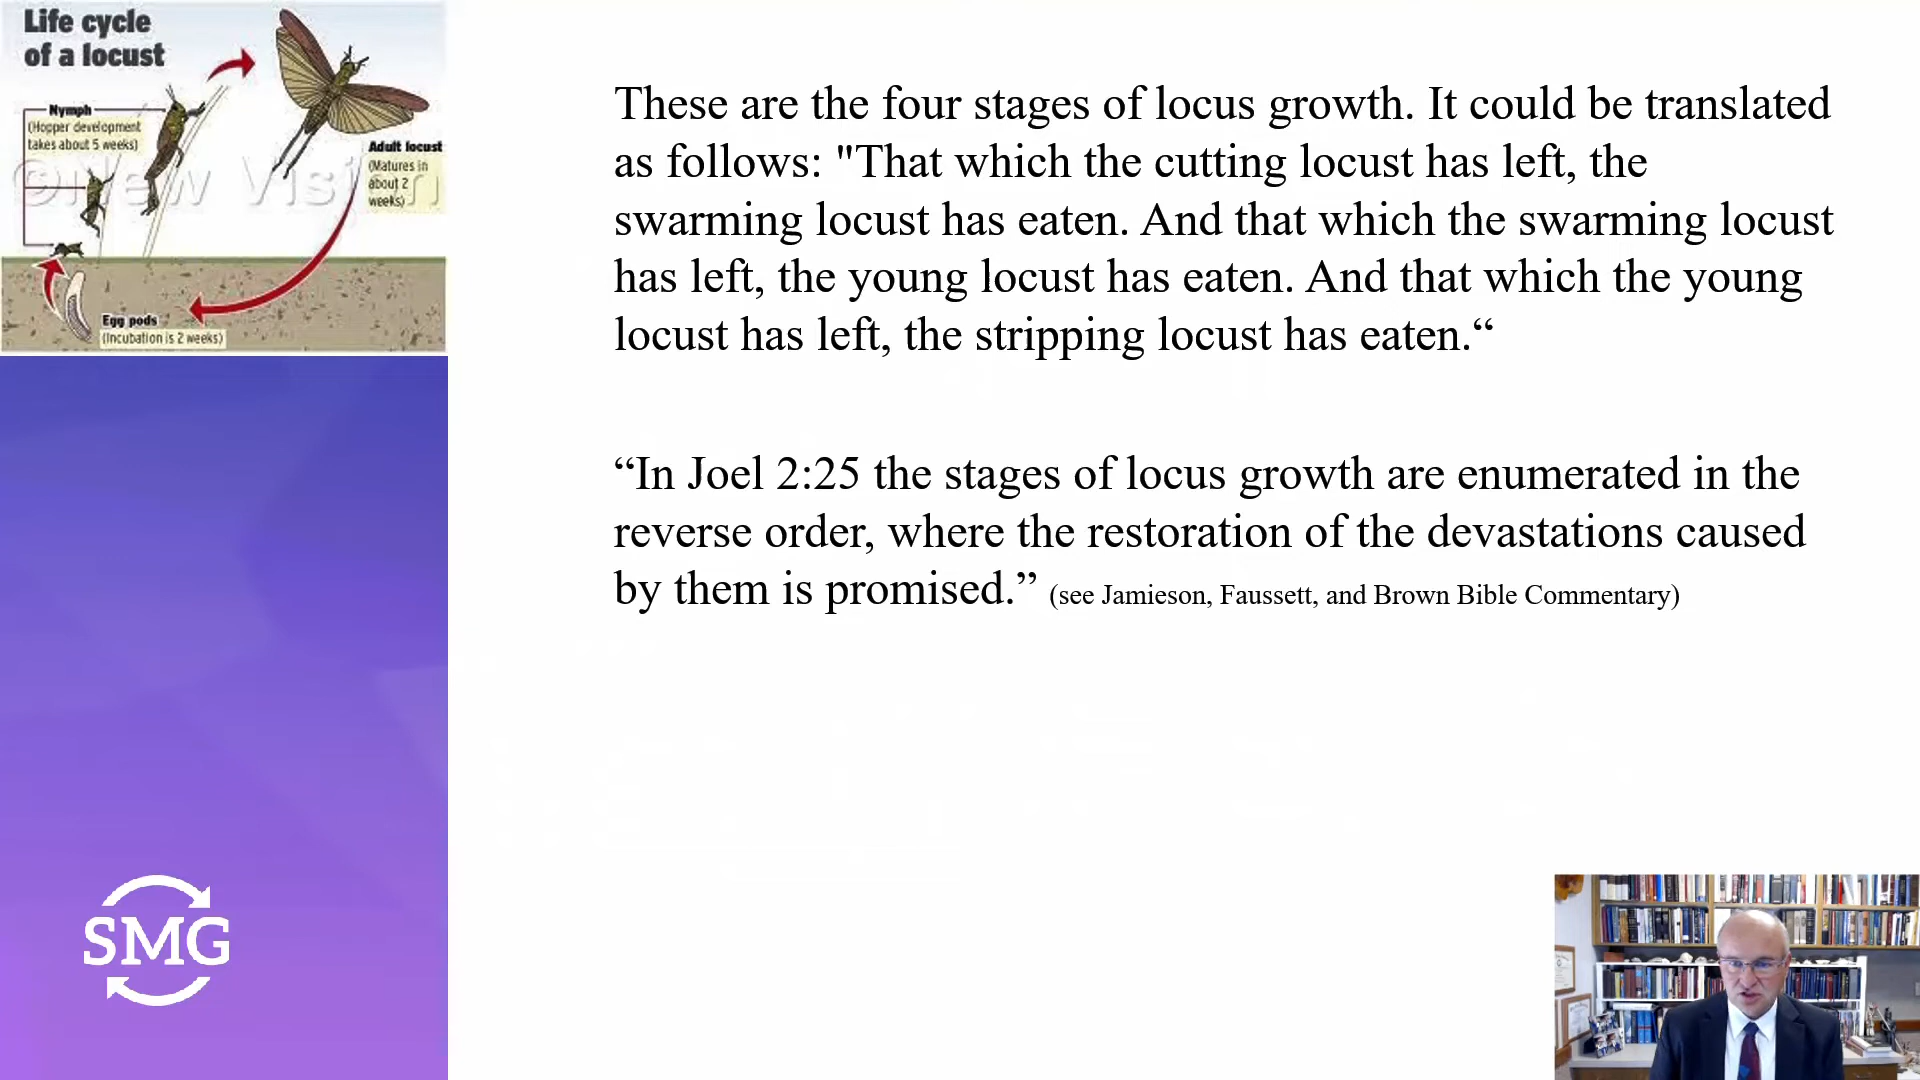 Life cycle
of a locust
Nymph
(Hopper development
takes about 5 weeks)
Adult locust
(Matures in
about 2
weeks)
©New Vision
Egg pods
(Incubation is 2 weeks)
These are the four stages of locus growth. It could be translated
as follows: "That which the cutting locust has left, the
swarming locust has eaten. And that which the swarming locust
has left, the young locust has eaten. And that which the young
locust has left, the stripping locust has eaten.“
“In Joel 2:25 the stages of locus growth are enumerated in the
reverse order, where the restoration of the devastations caused
by them is promised.” (see Jamieson, Faussett, and Brown Bible Commentary)
SMG